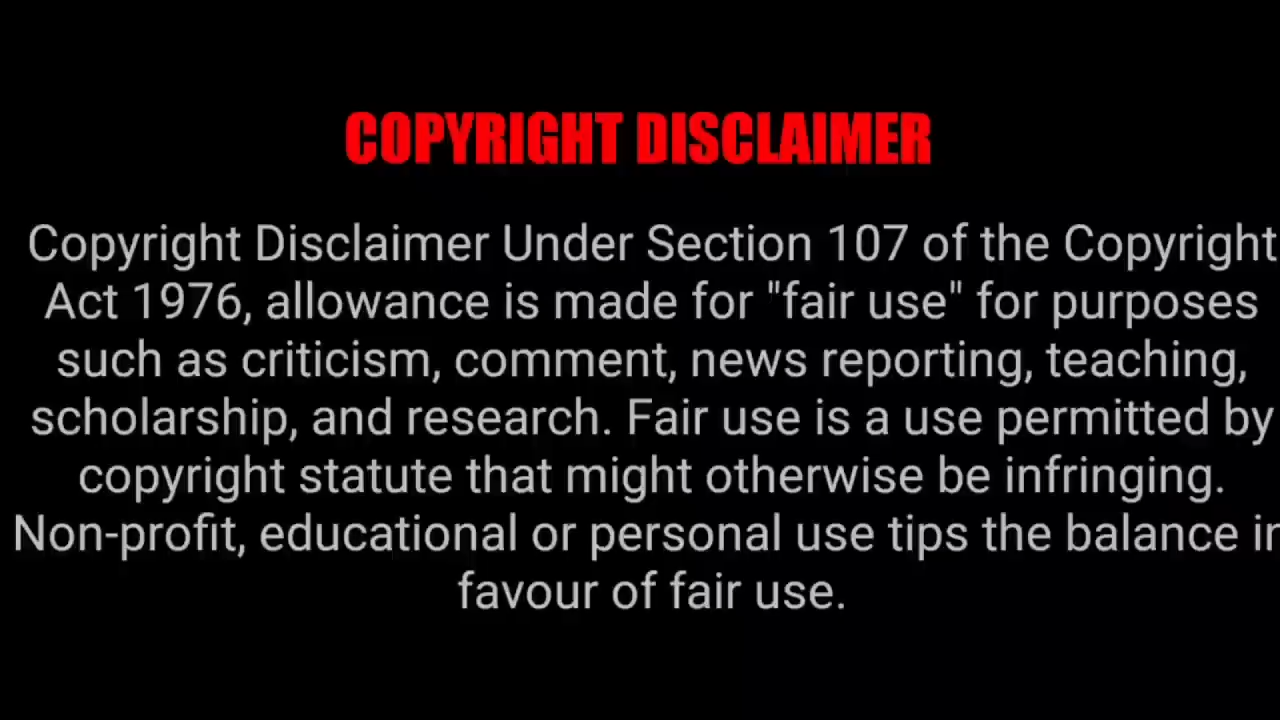 COPYRIGHT DISCLAIMER
Copyright Disclaimer Under Section 107 of the Copyright
Act 1976, allowance is made for "fair use" for purposes
such as criticism, comment, news reporting, teaching,
scholarship, and research. Fair use is a use permitted by
copyright statute that might otherwise be infringing.
Non-profit, educational or personal use tips the balance in
favour of fair use.